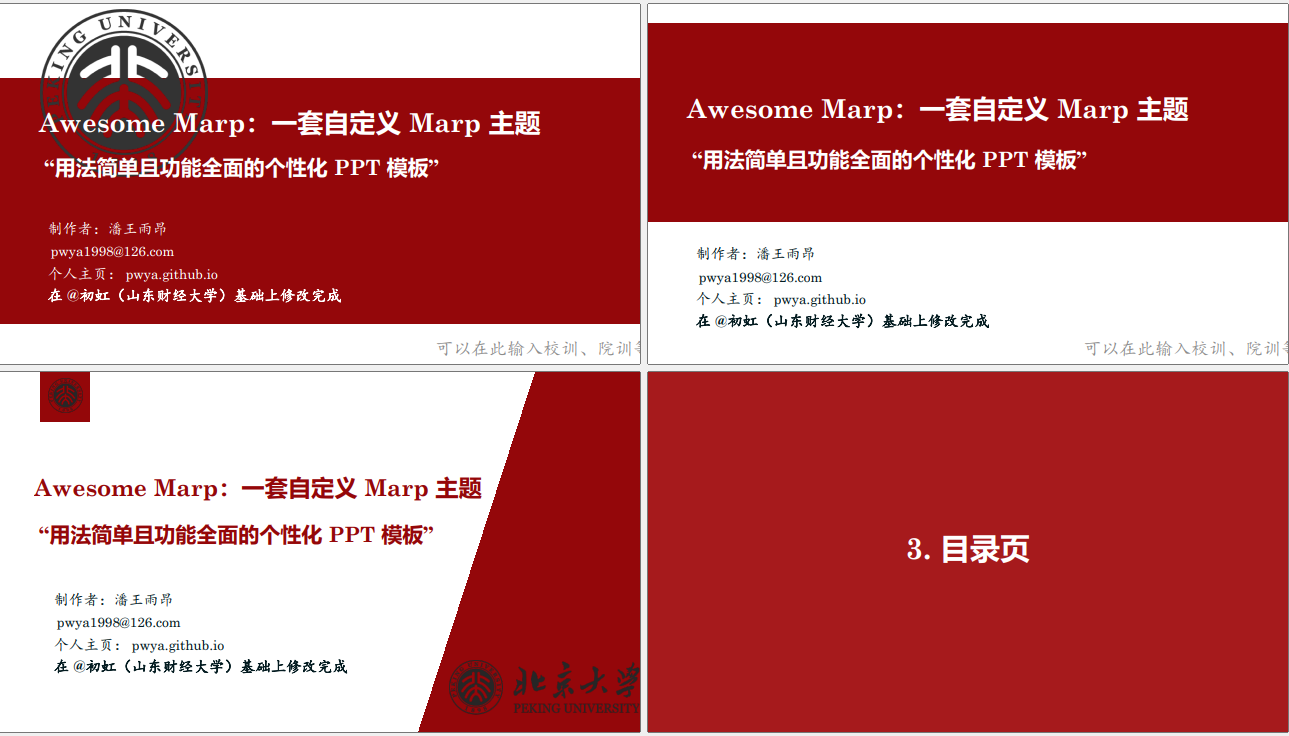 PEKING UNIVERSITY
Awesome Marp：一套自定义 Marp 主题
“用法简单且功能全面的个性化 PPT 模板”
制作者：潘王雨昂
pwya1998@126.com
个人主页： pwya.github.io
在 @初虹（山东财经大学）基础上修改完成
可以在此输入校训、院训
Awesome Marp：一套自定义 Marp 主题
“用法简单且功能全面的个性化 PPT 模板”
制作者：潘王雨昂
pwya1998@126.com
个人主页： pwya.github.io
在 @初虹（山东财经大学）基础上修改完成
可以在此输入校训、院训
Awesome Marp：一套自定义 Marp 主题
“用法简单且功能全面的个性化 PPT 模板”
制作者：潘王雨昂
pwya1998@126.com
个人主页： pwya.github.io
在 @初虹（山东财经大学）基础上修改完成
北京大学
PEKING UNIVERSITY
3. 目录页